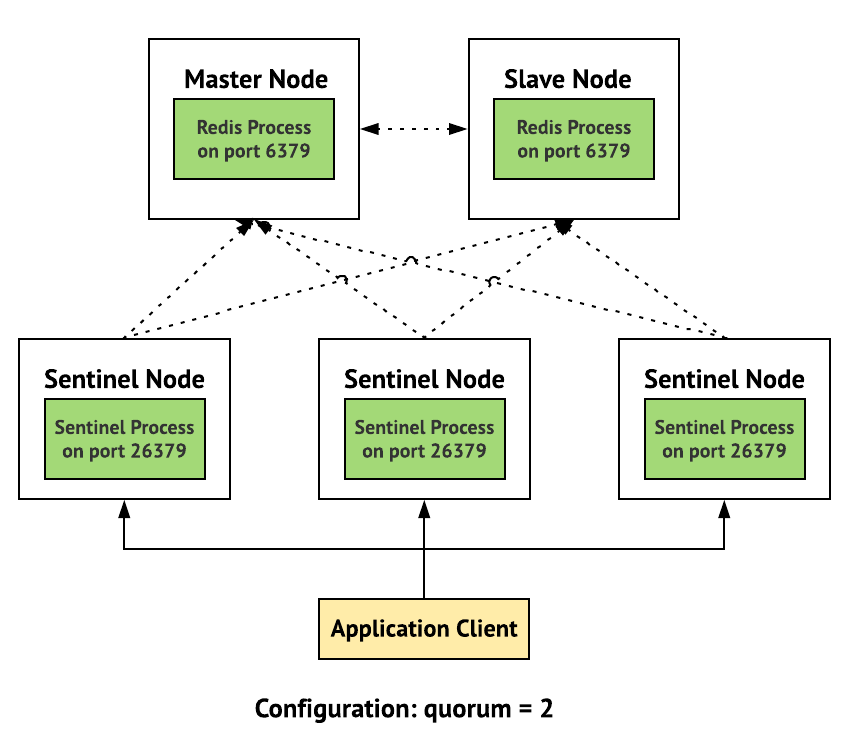 Master Node
Redis Process
on port 6379
Slave Node
Redis Process
on port 6379
Sentinel Node
Sentinel Process
on port 26379
Sentinel Node
Sentinel Process
on port 26379
Sentinel Node
Sentinel Process
on port 26379
Application Client
Configuration: quorum = 2